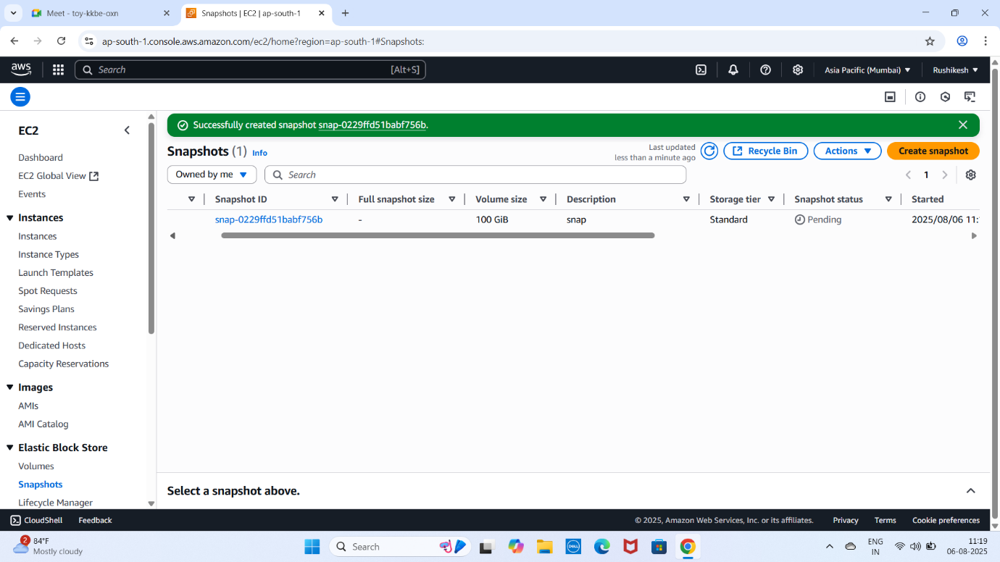 Meet - toy-kkbe-oxn
Snapshots | EC2 | ap-south-1
ap-south-1.console.aws.amazon.com/ec2/home?region=ap-south-1#Snapshots:
aws
Search [Alt+S]
Asia Pacific (Mumbai)
Rushikesh
EC2
Dashboard
EC2 Global View
Events
Instances
Instances
Instance Types
Launch Templates
Spot Requests
Savings Plans
Reserved Instances
Dedicated Hosts
Capacity Reservations
Images
AMIs
AMI Catalog
Elastic Block Store
Volumes
Snapshots
Lifecycle Manager
Successfully created snapshot snap-0229ffd51babf756b.
Snapshots (1) Info
Last updated
less than a minute ago
Recycle Bin
Actions
Create snapshot
Owned by me
Search
1
Snapshot ID Full snapshot size Volume size Description Storage tier Snapshot status Started
snap-0229ffd51babf756b - 100 GiB snap Standard Pending 2025/08/06 11:
Select a snapshot above.
CloudShell Feedback © 2025, Amazon Web Services, Inc. or its affiliates. Privacy Terms Cookie preferences
2
84°F
Mostly cloudy
Search
DELL
ENG
IN
11:19
06-08-2025